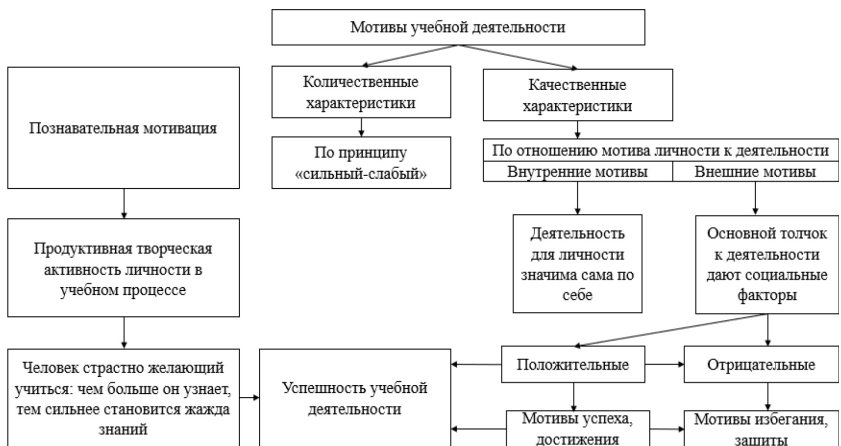 Мотивы учебной деятельности
Количественные
характеристики
Качественные
характеристики
Познавательная мотивация
По принципу
«сильный-слабый»
По отношению мотива личности к деятельности
Внутренние мотивы
Внешние мотивы
Продуктивная творческая
активность личности в
учебном процессе
Деятельность
для личности
значима сама по
себе
Основной толчок
к деятельности
дают социальные
факторы
Человек страстно желающий
учиться: чем больше он узнает,
тем сильнее становится жажда
знаний
Успешность учебной
деятельности
Положительные
Отрицательные
Мотивы успеха,
достижения
Мотивы избегания,
защиты